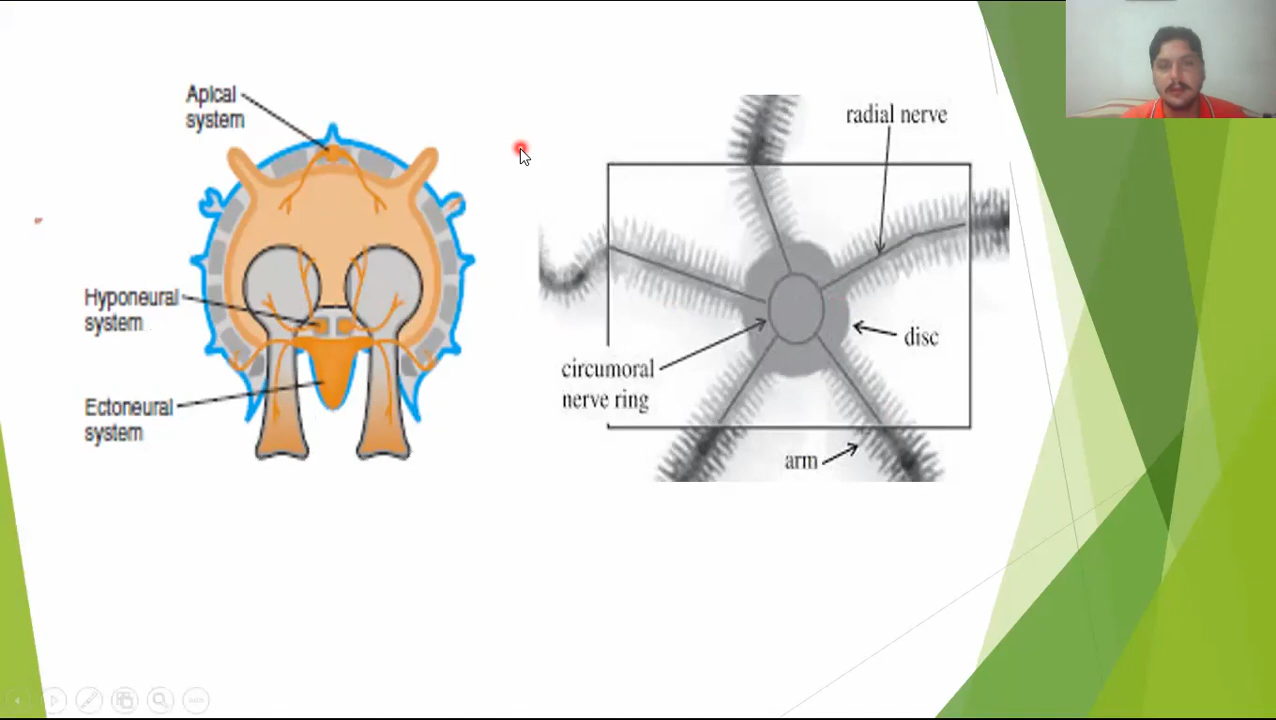 Apical
system
Hyponeural
system
Ectoneural
system
radial nerve
disc
circumoral
nerve ring
arm